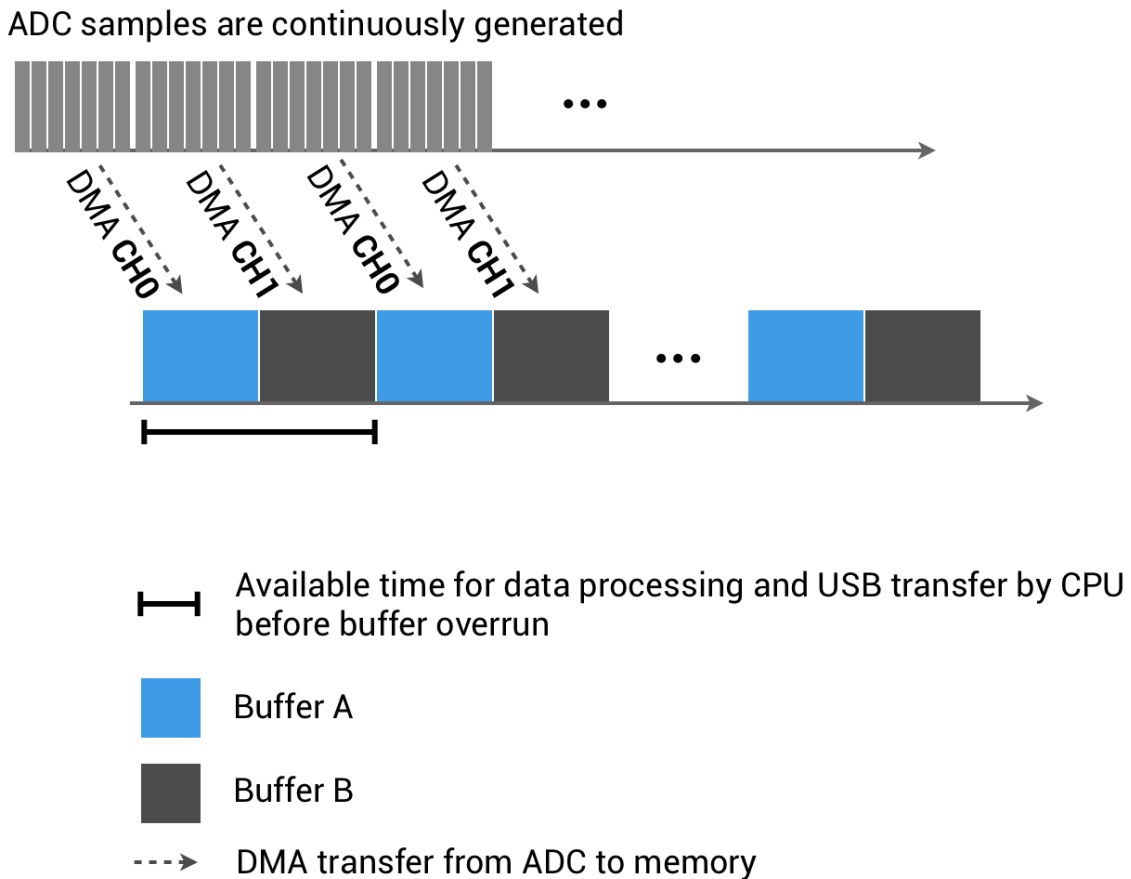 ADC samples are continuously generated
...
DMA CH0
DMA CH1
DMA CH0
DMA CH1
...
Available time for data processing and USB transfer by CPU
before buffer overrun
Buffer A
Buffer B
DMA transfer from ADC to memory